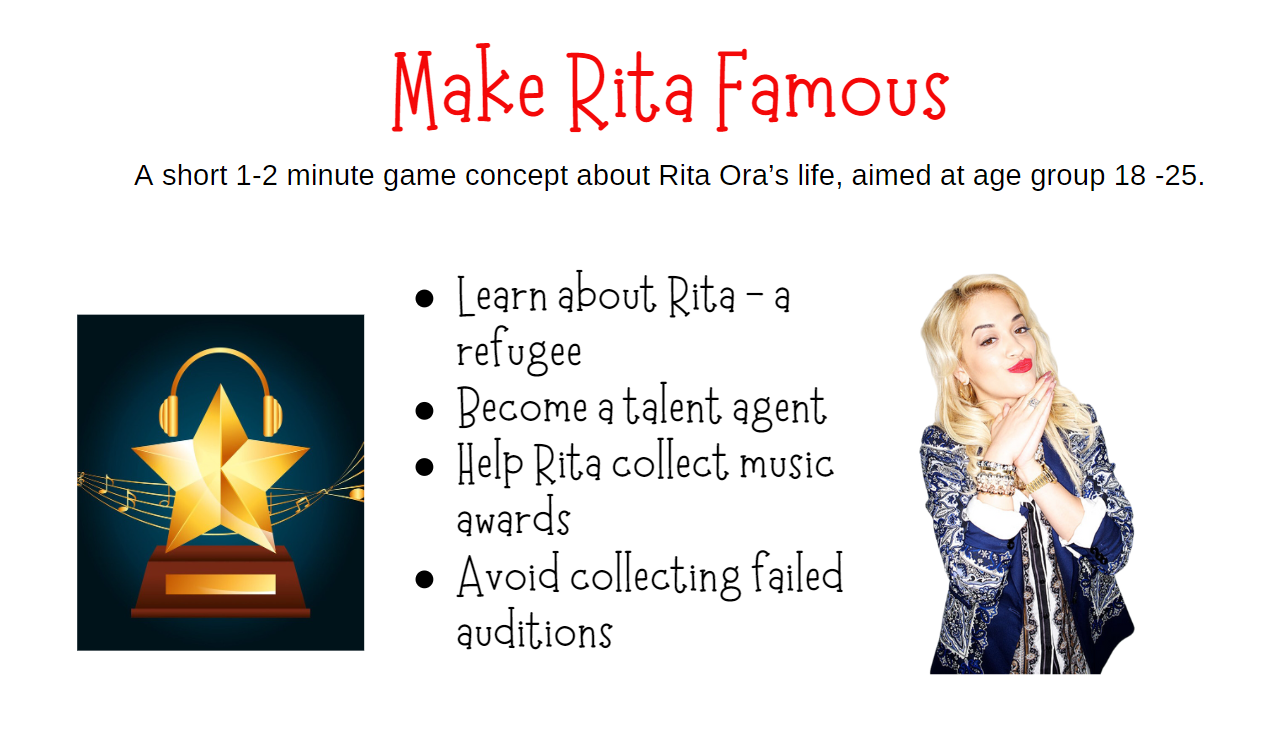 Make Rita Famous
A short 1-2 minute game concept about Rita Ora’s life, aimed at age group 18 -25.
● Learn about Rita – a
refugee
● Become a talent agent
● Help Rita collect music
awards
● Avoid collecting failed
auditions